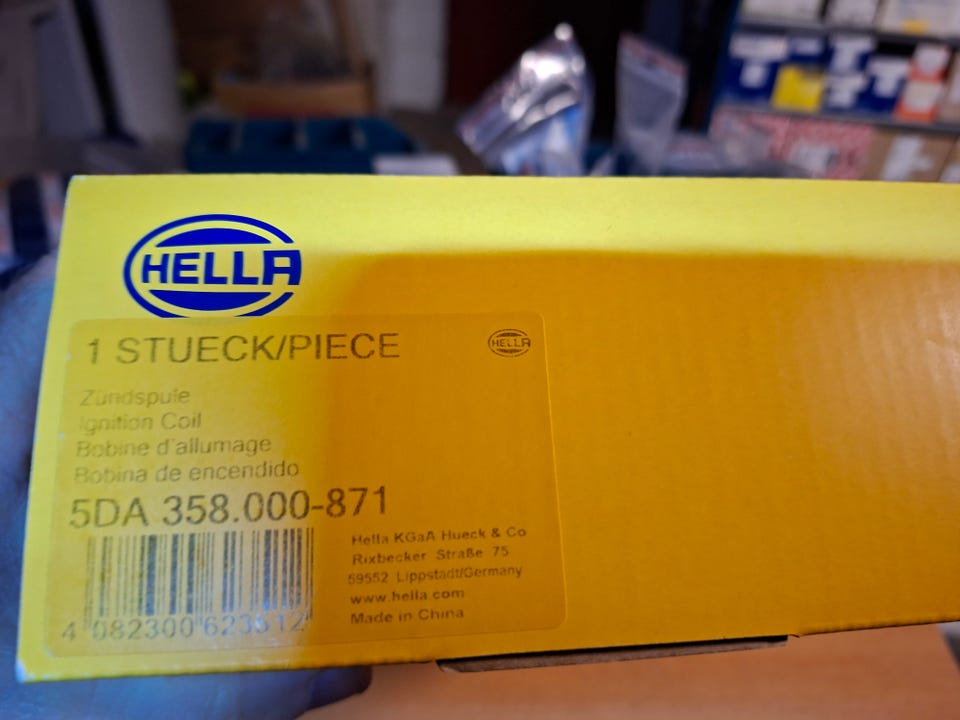 HELLA
1 STUECK/PIECE
HELLA
Zündspule
Ignition Coil
Bobine d'allumage
Bobina de encendido
5DA 358.000-871
Hella KGaA Hueck & Co
Rixbecker Straße 75
59552 Lippstadt/Germany
www.hella.com
Made in China
4 082300 623612